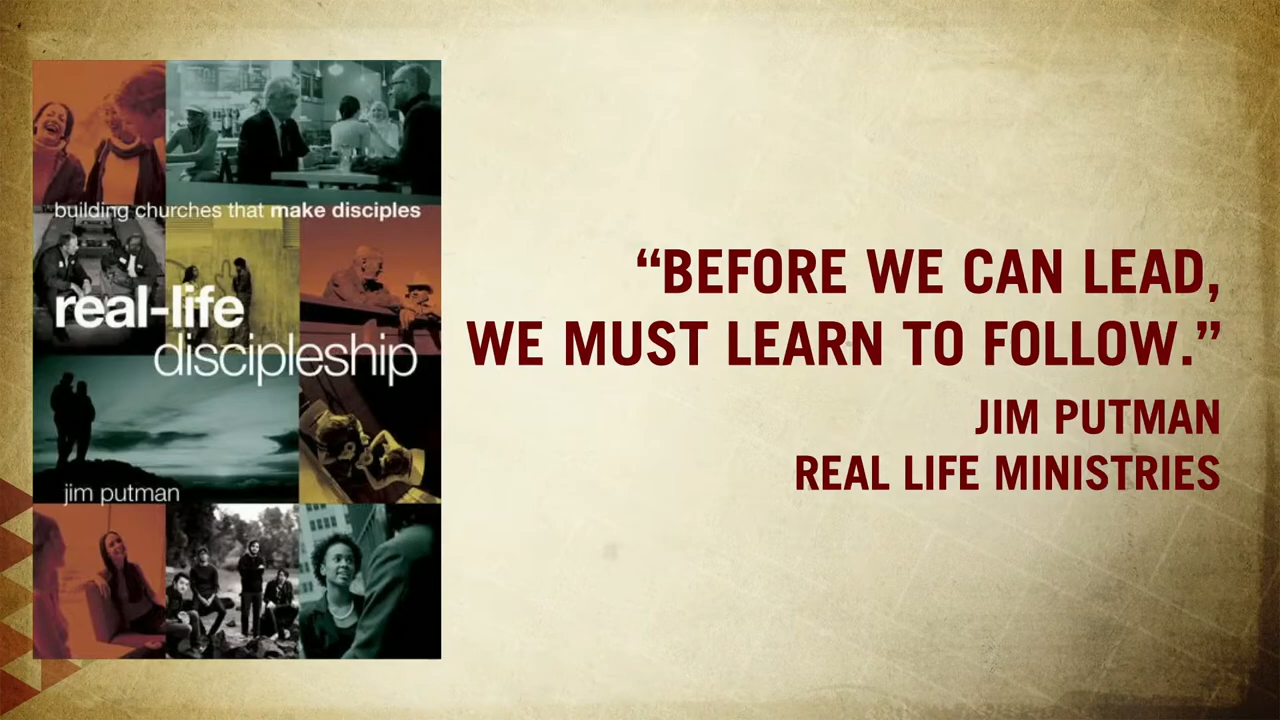 building churches that make disciples
real-life
discipleship
jim putman
“BEFORE WE CAN LEAD,
WE MUST LEARN TO FOLLOW.”
JIM PUTMAN
REAL LIFE MINISTRIES